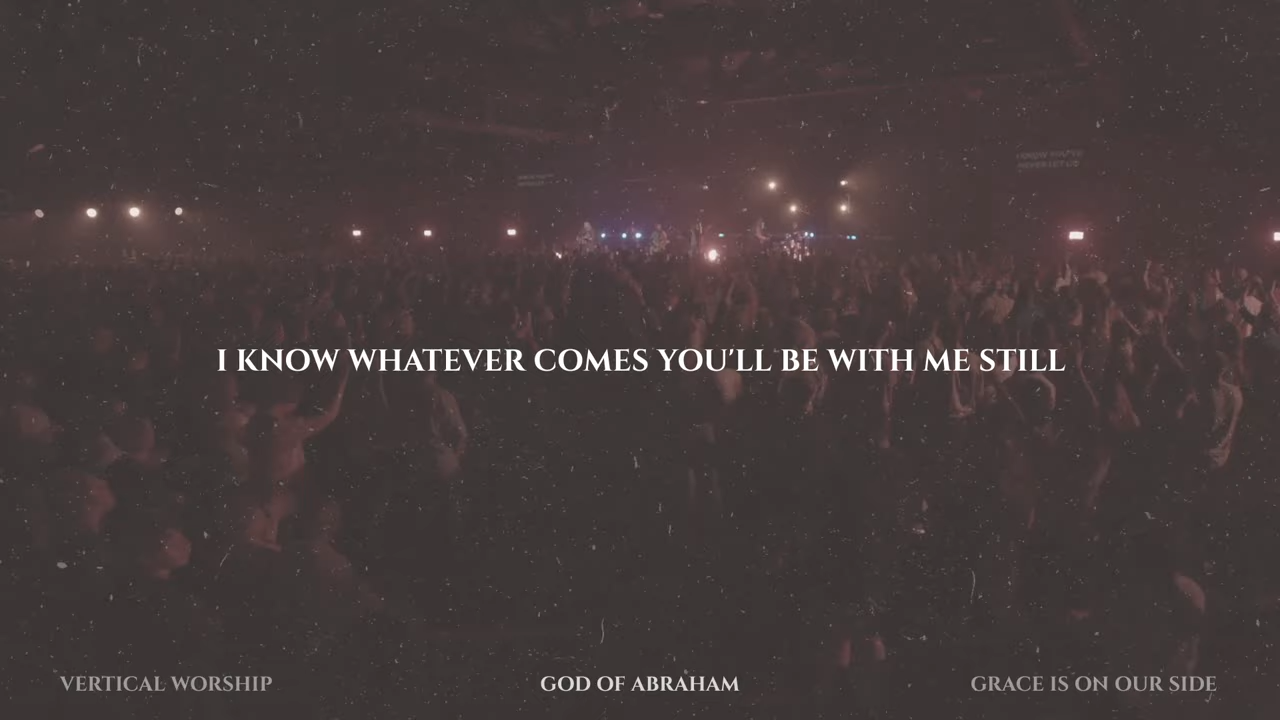 I KNOW WHATEVER COMES YOU'LL BE WITH ME STILL
VERTICAL WORSHIP
GOD OF ABRAHAM
GRACE IS ON OUR SIDE